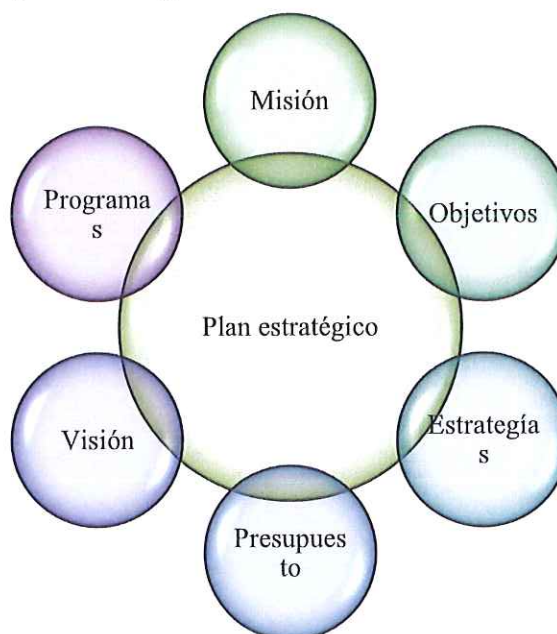 Misión
Programa
s
Objetivos
Plan estratégico
Visión
Estrategía
s
Presupues
to